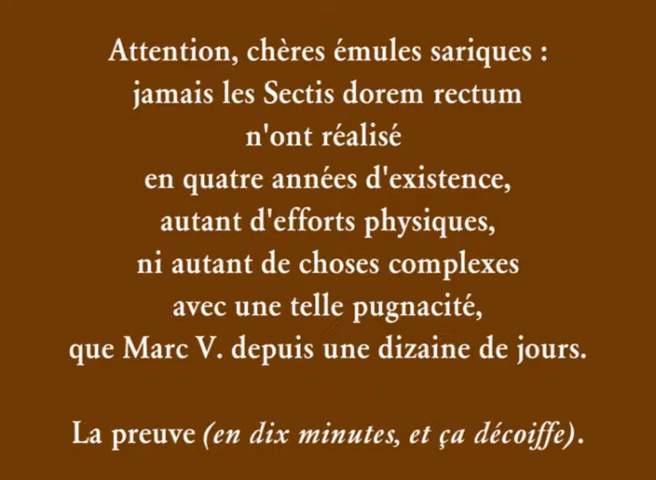 Attention, chères émules sariques :
jamais les Sectis dorem rectum
n'ont réalisé
en quatre années d'existence,
autant d'efforts physiques,
ni autant de choses complexes
avec une telle pugnacité,
que Marc V. depuis une dizaine de jours.
La preuve (en dix minutes, et ça décoiffe).